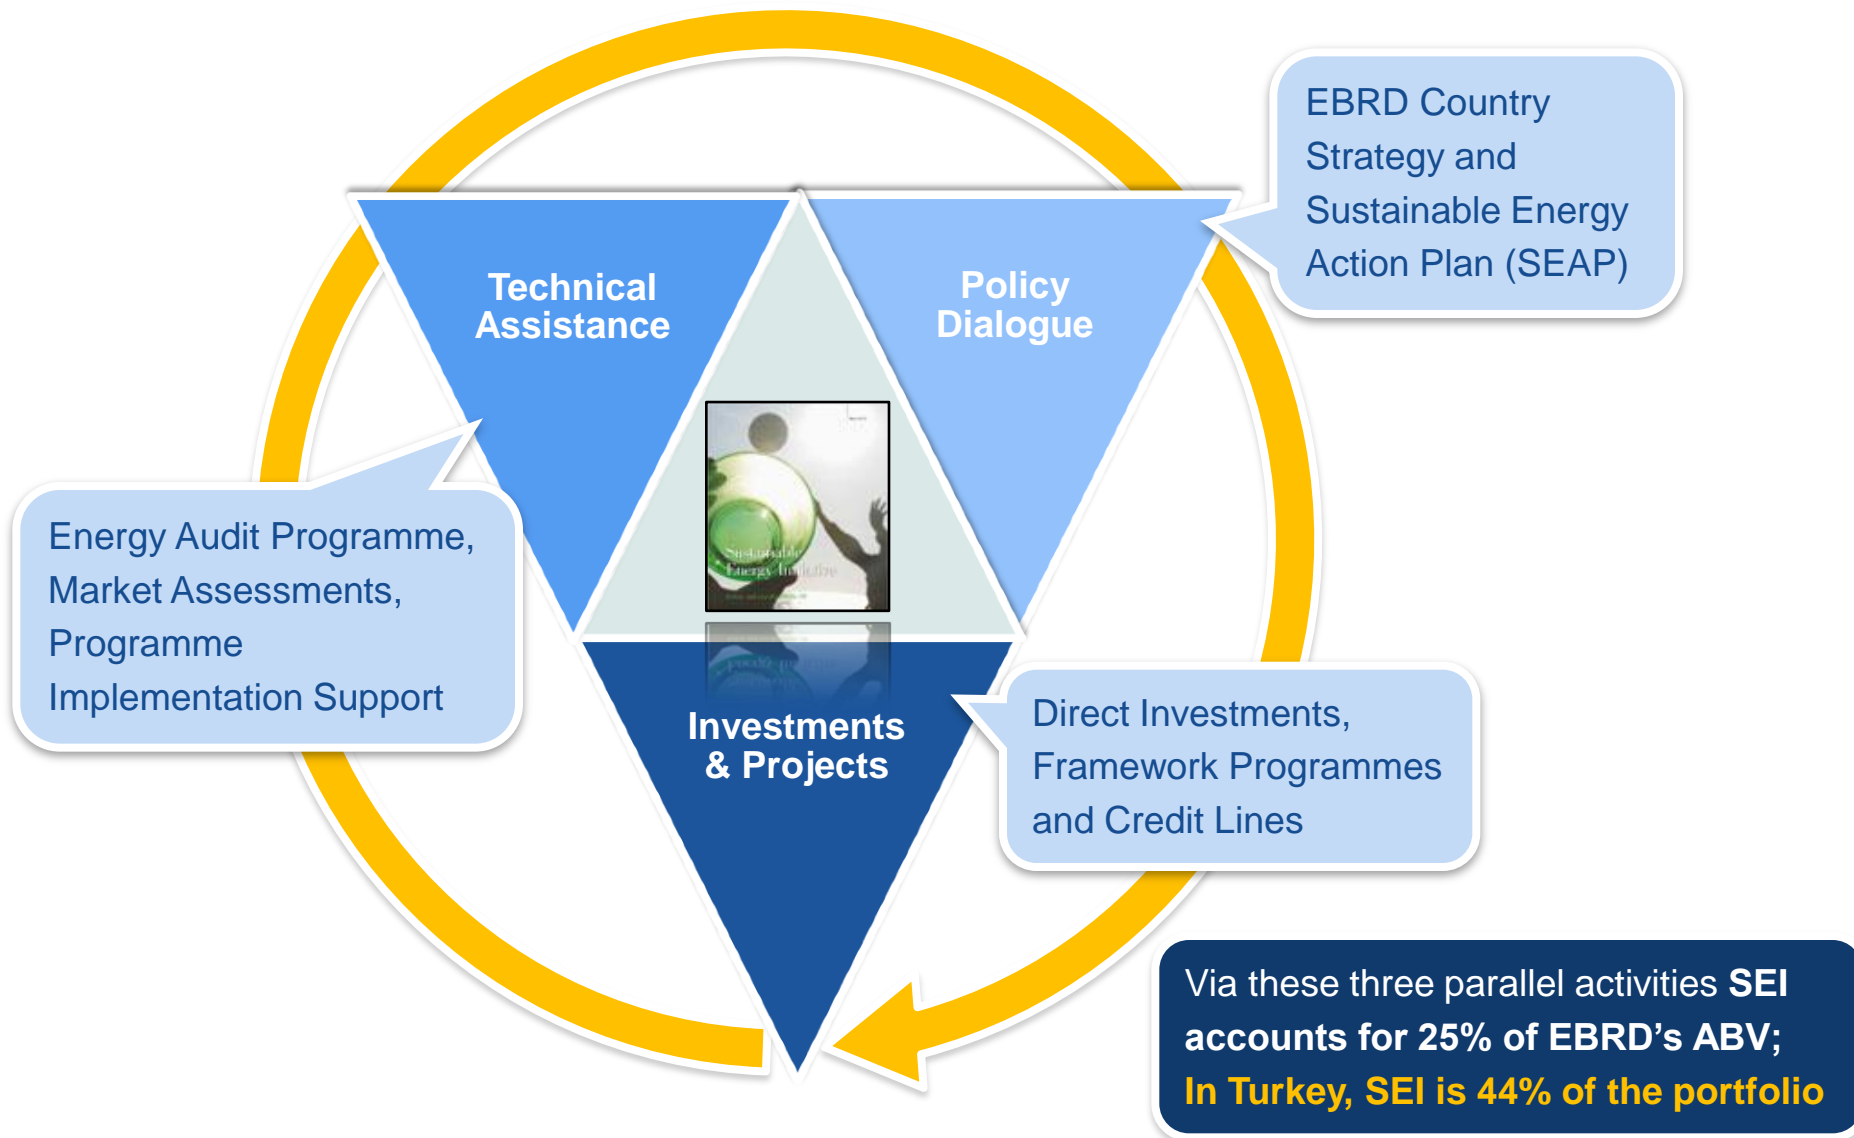 EBRD Country
Strategy and
Sustainable Energy
Action Plan (SEAP)
Technical
Assistance
Policy
Dialogue
Sustainable
Energy Initiative
Energy Audit Programme,
Market Assessments,
Programme
Implementation Support
Investments
& Projects
Direct Investments,
Framework Programmes
and Credit Lines
Via these three parallel activities SEI
accounts for 25% of EBRD’s ABV;
In Turkey, SEI is 44% of the portfolio